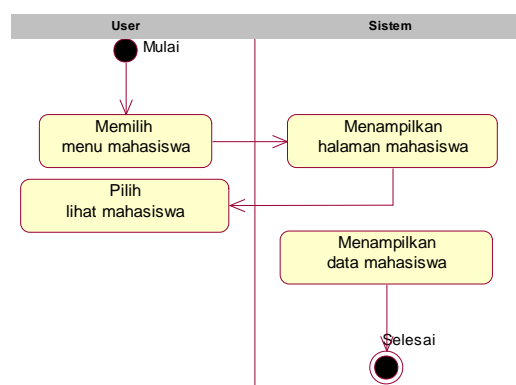 User
Sistem
Mulai
Memilih
menu mahasiswa
Menampilkan
halaman mahasiswa
Pilih
lihat mahasiswa
Menampilkan
data mahasiswa
Selesai